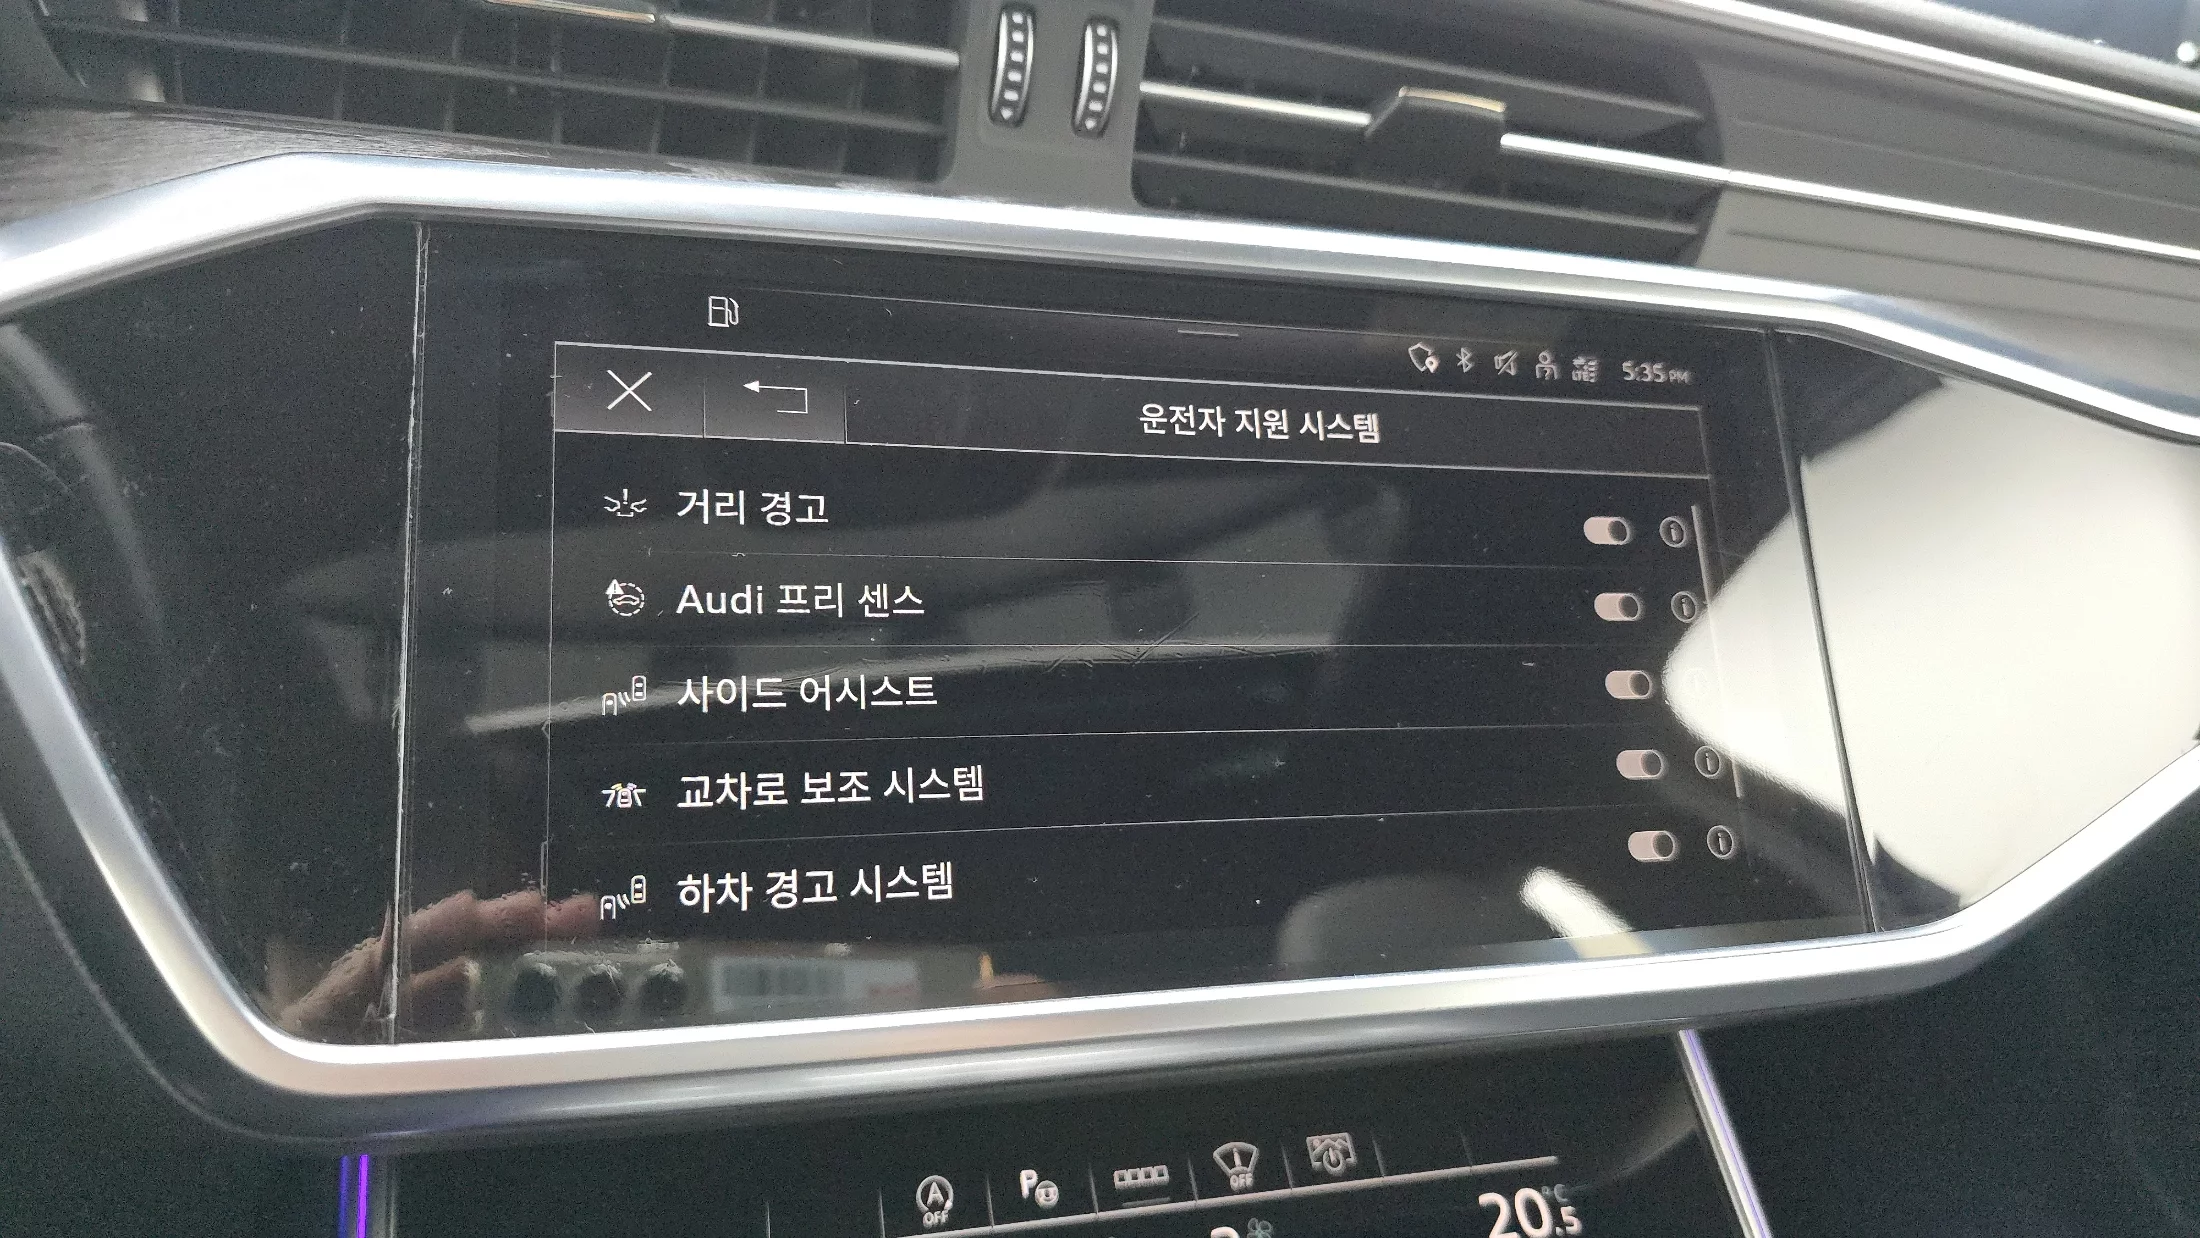 5:35 PM
운전자 지원 시스템
거리 경고
Audi 프리 센스
사이드 어시스트
교차로 보조 시스템
하차 경고 시스템
A
OFF
P
OFF
20.5 °C